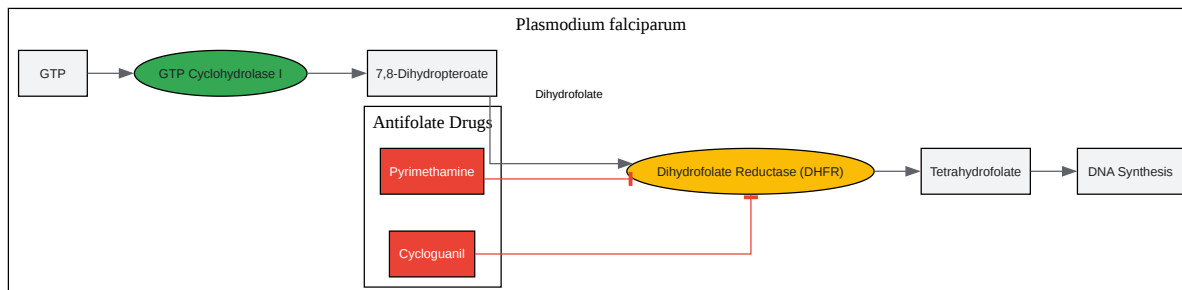 Plasmodium falciparum
GTP
GTP Cyclohydrolase I
7,8-Dihydropteroate
Dihydrofolate
Antifolate Drugs
Pyrimethamine
Dihydrofolate Reductase (DHFR)
Tetrahydrofolate
DNA Synthesis
Cycloguanil